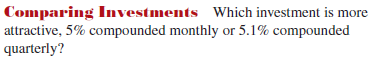 Comparing Investments Which investment is more
attractive, 5% compounded monthly or 5.1% compounded
quarterly?